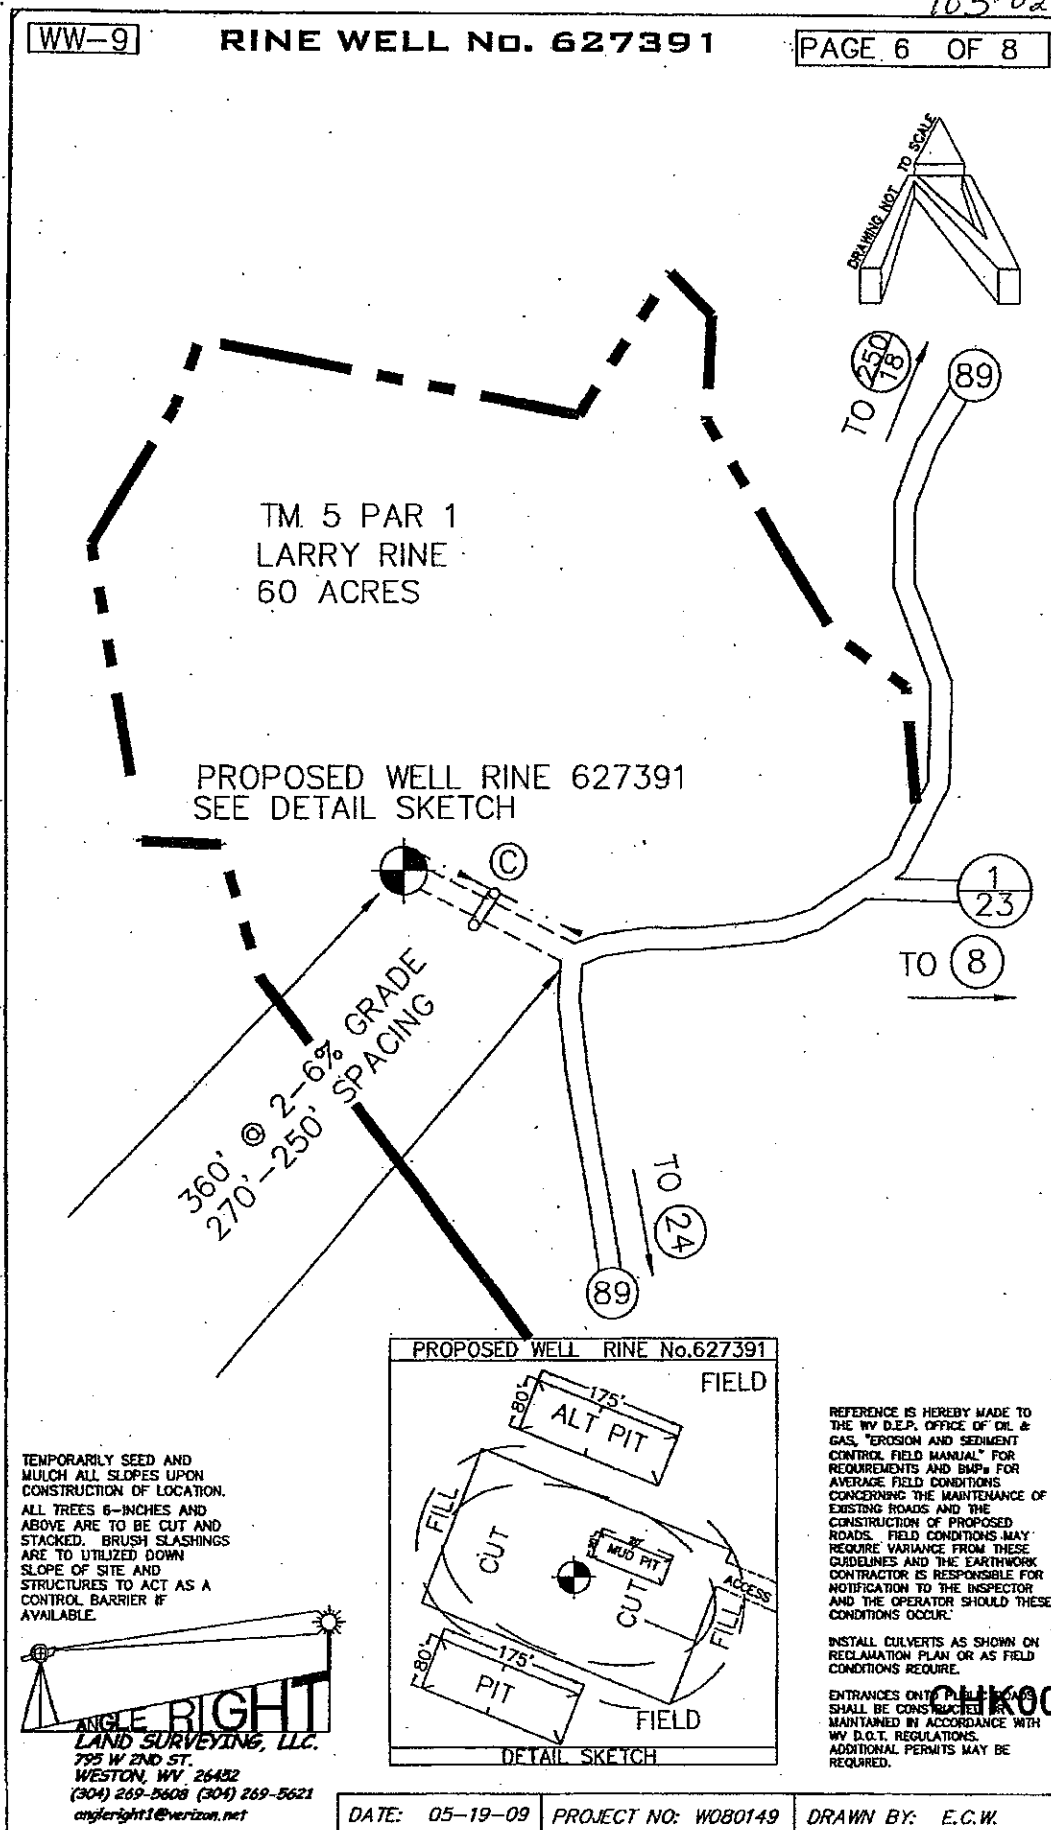 WW-9
RINE WELL No. 627391
PAGE 6 OF 8
DRAWING NOT TO SCALE
TO 250/18
89
TM 5 PAR 1
LARRY RINE
60 ACRES
PROPOSED WELL RINE 627391
SEE DETAIL SKETCH
C
1
23
TO 8
360' @ 2-6% GRADE
270'-250' SPACING
TO 24
89
PROPOSED WELL RINE No.627391
FIELD
80'
175'
ALT PIT
FILL
CUT
MUD PIT
CUT
ACCESS
FILL
80'
175'
PIT
FIELD
DETAIL SKETCH
TEMPORARILY SEED AND
MULCH ALL SLOPES UPON
CONSTRUCTION OF LOCATION.
ALL TREES 6-INCHES AND
ABOVE ARE TO BE CUT AND
STACKED. BRUSH SLASHINGS
ARE TO UTILIZED DOWN
SLOPE OF SITE AND
STRUCTURES TO ACT AS A
CONTROL BARRIER IF
AVAILABLE.
REFERENCE IS HEREBY MADE TO
THE WV D.E.P. OFFICE OF OIL &
GAS, "EROSION AND SEDIMENT
CONTROL FIELD MANUAL" FOR
REQUIREMENTS AND BMPs FOR
AVERAGE FIELD CONDITIONS
CONCERNING THE MAINTENANCE OF
EXISTING ROADS AND THE
CONSTRUCTION OF PROPOSED
ROADS. FIELD CONDITIONS MAY
REQUIRE VARIANCE FROM THESE
GUIDELINES AND THE EARTHWORK
CONTRACTOR IS RESPONSIBLE FOR
NOTIFICATION TO THE INSPECTOR
AND THE OPERATOR SHOULD THESE
CONDITIONS OCCUR.
INSTALL CULVERTS AS SHOWN ON
RECLAMATION PLAN OR AS FIELD
CONDITIONS REQUIRE.
ENTRANCES ONTO PUBLIC ROADS
SHALL BE CONSTRUCTED OR
MAINTAINED IN ACCORDANCE WITH
WV D.O.T. REGULATIONS.
ADDITIONAL PERMITS MAY BE
REQUIRED.
CHK00
ANGLE RIGHT
LAND SURVEYING, LLC.
795 W 2ND ST.
WESTON, WV 26452
(304) 269-5608 (304) 269-5621
angleright1@verizon.net
DATE: 05-19-09
PROJECT NO: W080149
DRAWN BY: E.C.W.